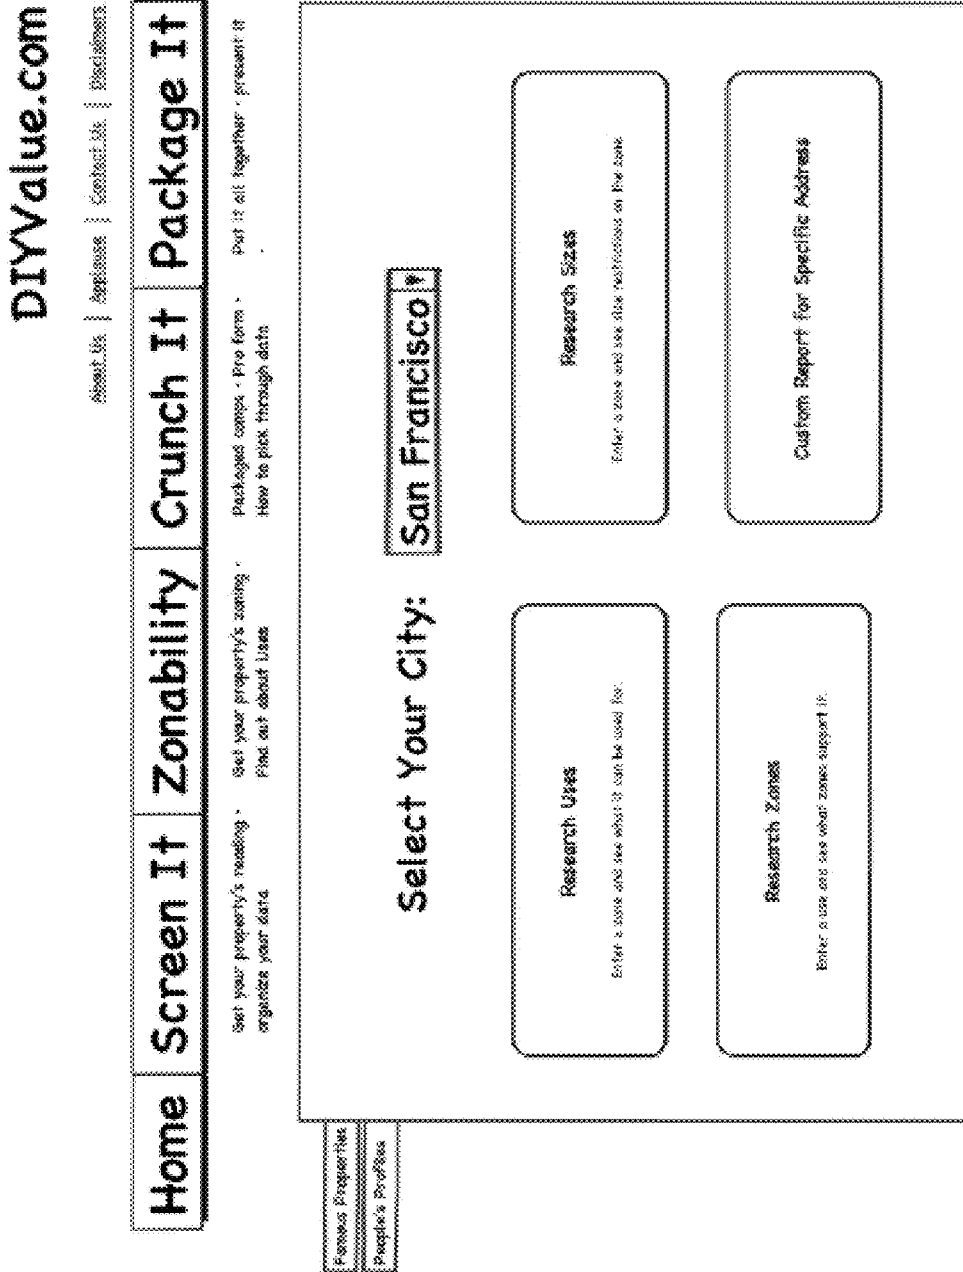 DIYValue.com
About Us | Appiness | Contact Us | Disclaimers
Home Screen It Zonability Crunch It Package It
Get your property's reading -
organize your data
Get your property's zoning -
Find out about Uses
Packaged comps - Pro form -
How to pick through data
Put it all together - present it
Famous Properties
People's Profiles
Select Your City: San Francisco
Research Uses
Enter a zone and see what it can be used for.
Research Sizes
Enter a zone and see size restrictions on the zone
Research Zones
Enter a use and see what zones support it.
Custom Report for Specific Address